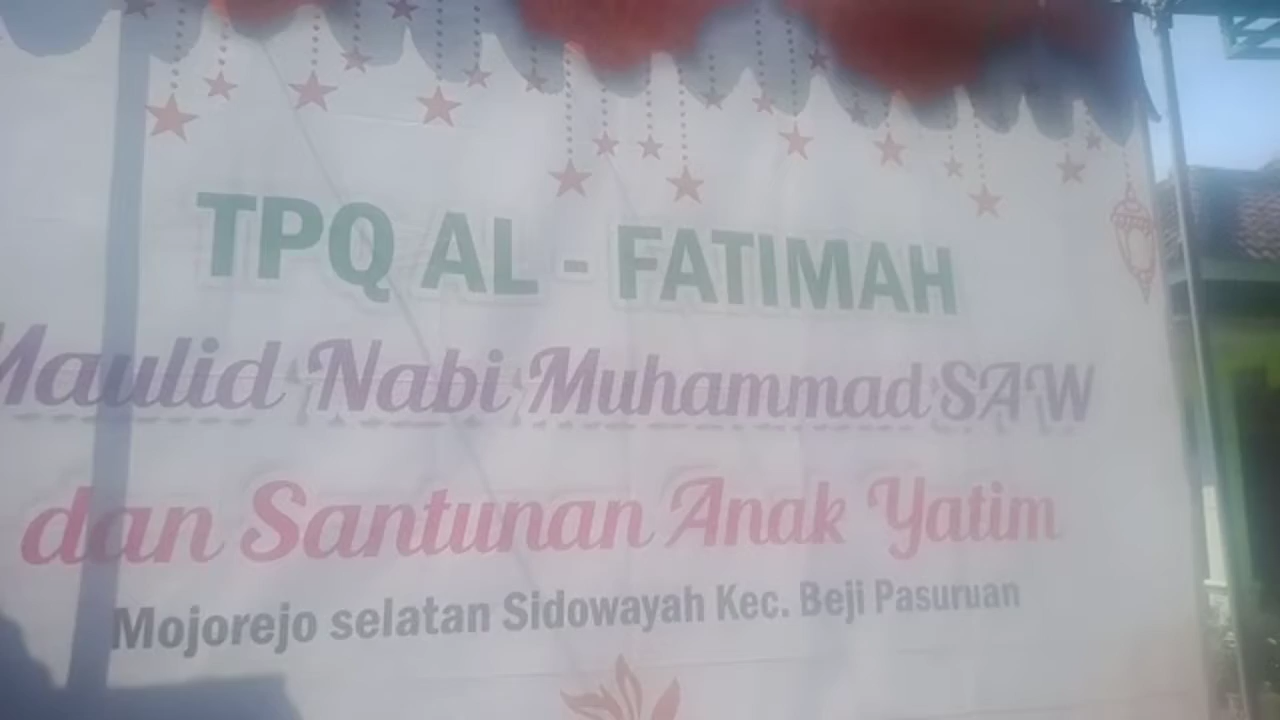 TPQ AL - FATIMAH
Maulid Nabi Muhammad SAW
dan Santunan Anak Yatim
Mojorejo selatan Sidowayah Kec. Beji Pasuruan